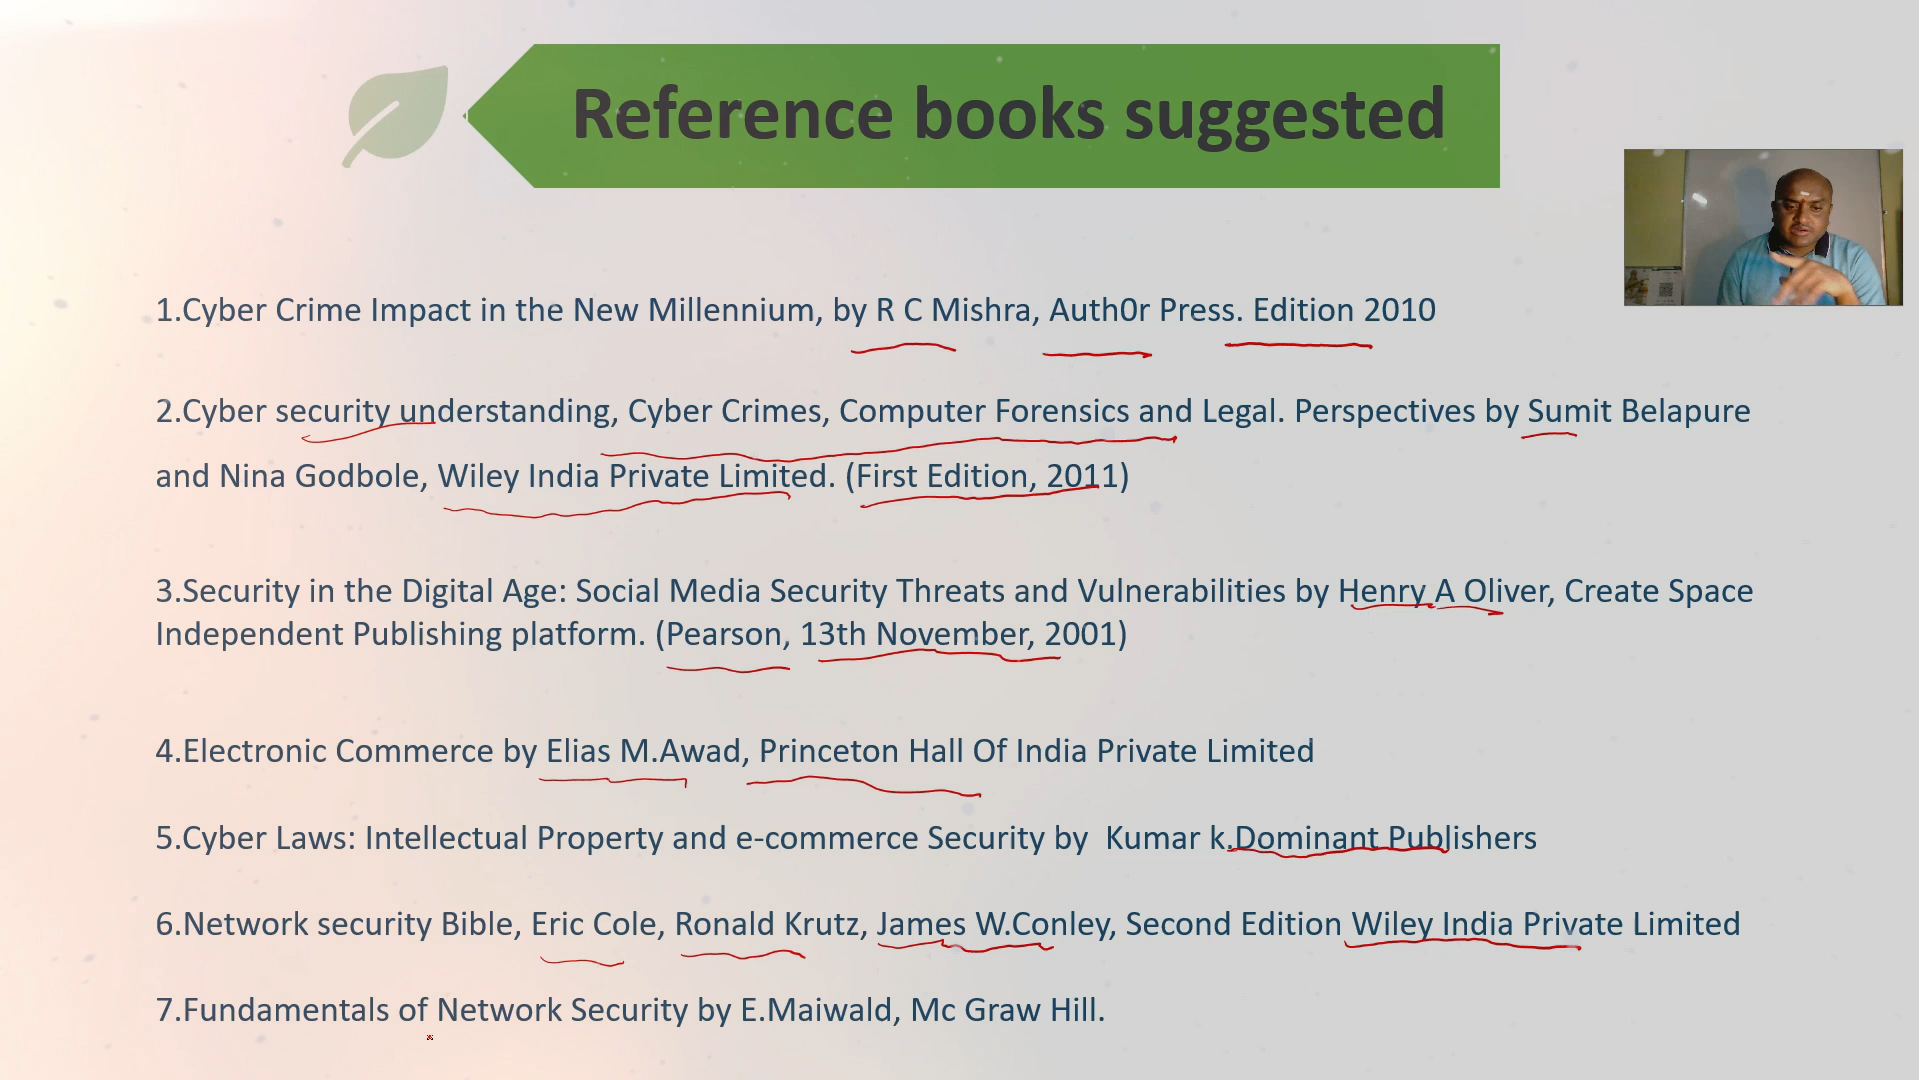 Reference books suggested
1.Cyber Crime Impact in the New Millennium, by R C Mishra, Auth0r Press. Edition 2010
2.Cyber security understanding, Cyber Crimes, Computer Forensics and Legal. Perspectives by Sumit Belapure
and Nina Godbole, Wiley India Private Limited. (First Edition, 2011)
3.Security in the Digital Age: Social Media Security Threats and Vulnerabilities by Henry A Oliver, Create Space
Independent Publishing platform. (Pearson, 13th November, 2001)
4.Electronic Commerce by Elias M.Awad, Princeton Hall Of India Private Limited
5.Cyber Laws: Intellectual Property and e-commerce Security by  Kumar k.Dominant Publishers
6.Network security Bible, Eric Cole, Ronald Krutz, James W.Conley, Second Edition Wiley India Private Limited
7.Fundamentals of Network Security by E.Maiwald, Mc Graw Hill.